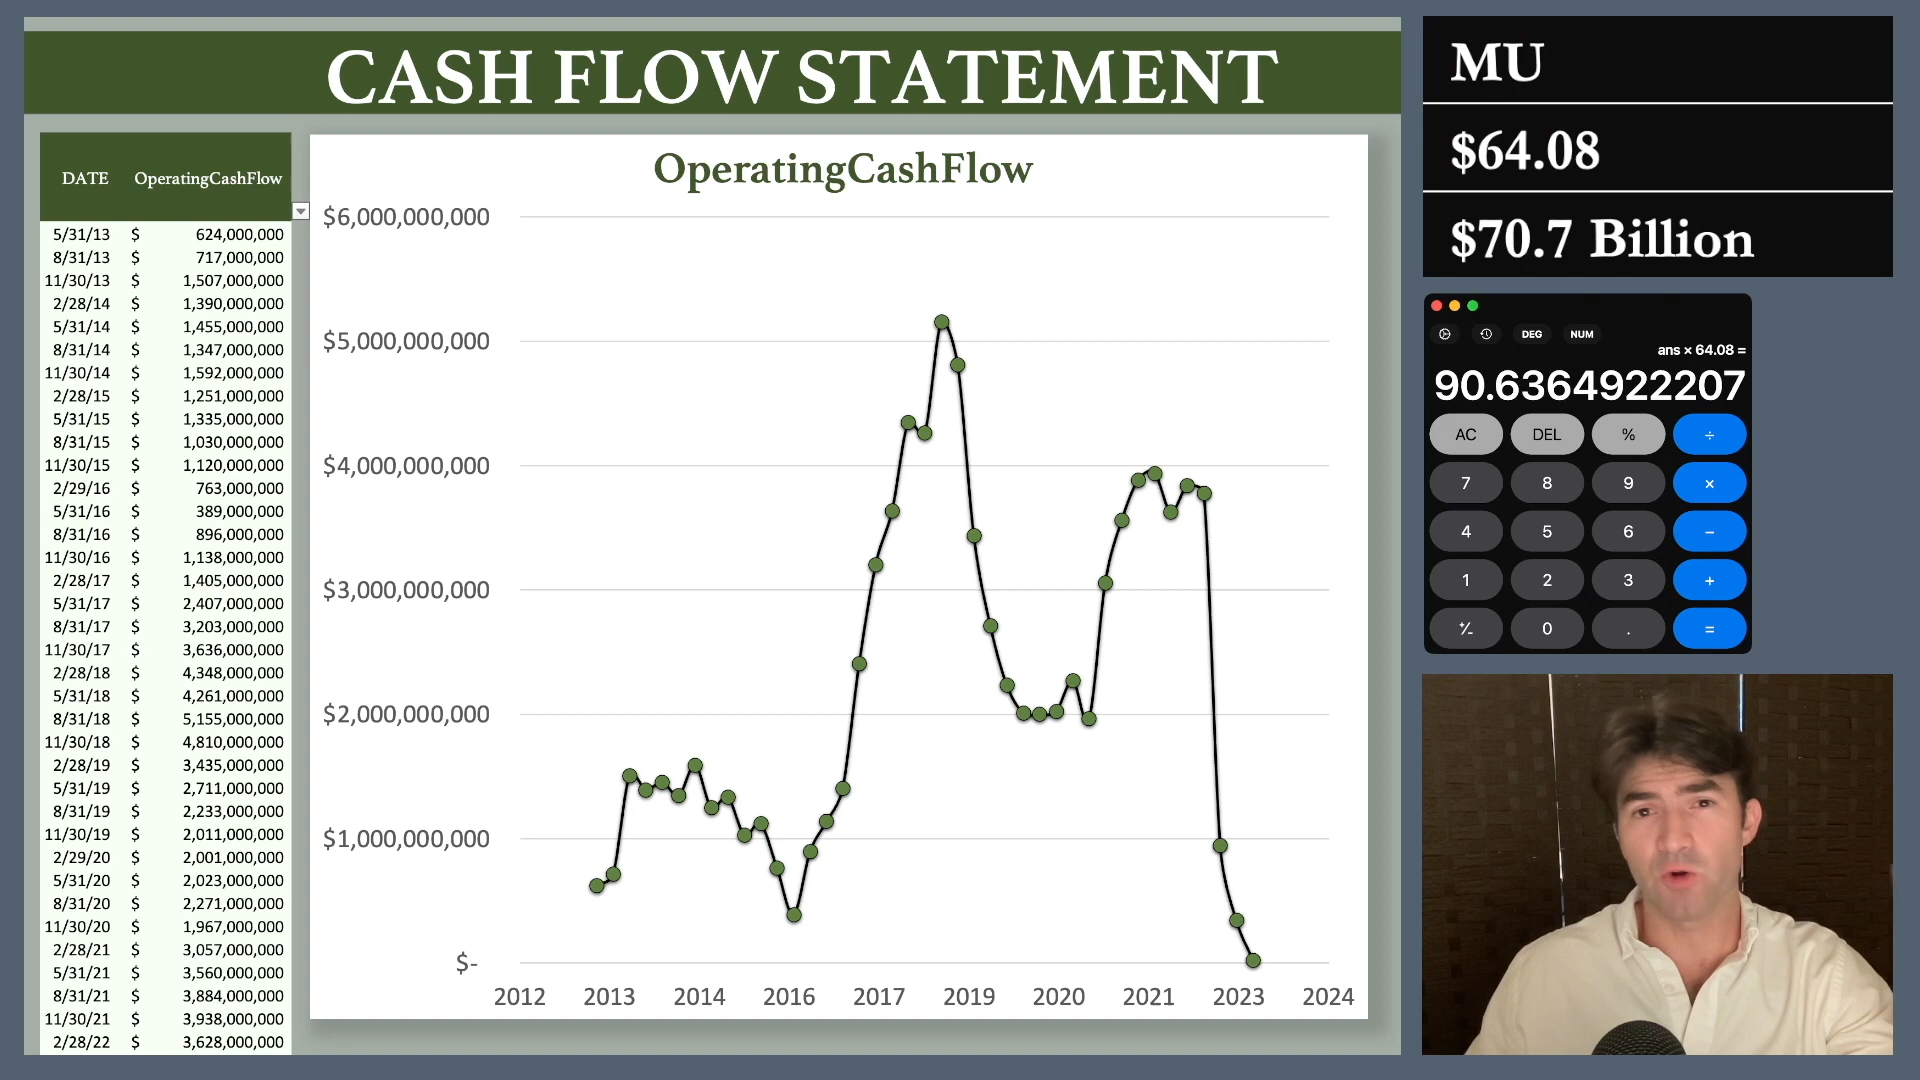 CASH FLOW STATEMENT
DATE OperatingCashFlow
5/31/13 $ 624,000,000
8/31/13 $ 717,000,000
11/30/13 $ 1,507,000,000
2/28/14 $ 1,390,000,000
5/31/14 $ 1,455,000,000
8/31/14 $ 1,347,000,000
11/30/14 $ 1,592,000,000
2/28/15 $ 1,251,000,000
5/31/15 $ 1,335,000,000
8/31/15 $ 1,030,000,000
11/30/15 $ 1,120,000,000
2/29/16 $ 763,000,000
5/31/16 $ 389,000,000
8/31/16 $ 896,000,000
11/30/16 $ 1,138,000,000
2/28/17 $ 1,405,000,000
5/31/17 $ 2,407,000,000
8/31/17 $ 3,203,000,000
11/30/17 $ 3,636,000,000
2/28/18 $ 4,348,000,000
5/31/18 $ 4,261,000,000
8/31/18 $ 5,155,000,000
11/30/18 $ 4,810,000,000
2/28/19 $ 3,435,000,000
5/31/19 $ 2,711,000,000
8/31/19 $ 2,233,000,000
11/30/19 $ 2,011,000,000
2/29/20 $ 2,001,000,000
5/31/20 $ 2,023,000,000
8/31/20 $ 2,271,000,000
11/30/20 $ 1,967,000,000
2/28/21 $ 3,057,000,000
5/31/21 $ 3,560,000,000
8/31/21 $ 3,884,000,000
11/30/21 $ 3,938,000,000
2/28/22 $ 3,628,000,000
OperatingCashFlow
$6,000,000,000
$5,000,000,000
$4,000,000,000
$3,000,000,000
$2,000,000,000
$1,000,000,000
$-
2012 2013 2014 2016 2017 2019 2020 2021 2023 2024
MU
$64.08
$70.7 Billion
DEG NUM
ans × 64.08 =
90.6364922207
AC DEL % ÷
7 8 9 ×
4 5 6 −
1 2 3 +
⁺∕₋ 0 . =